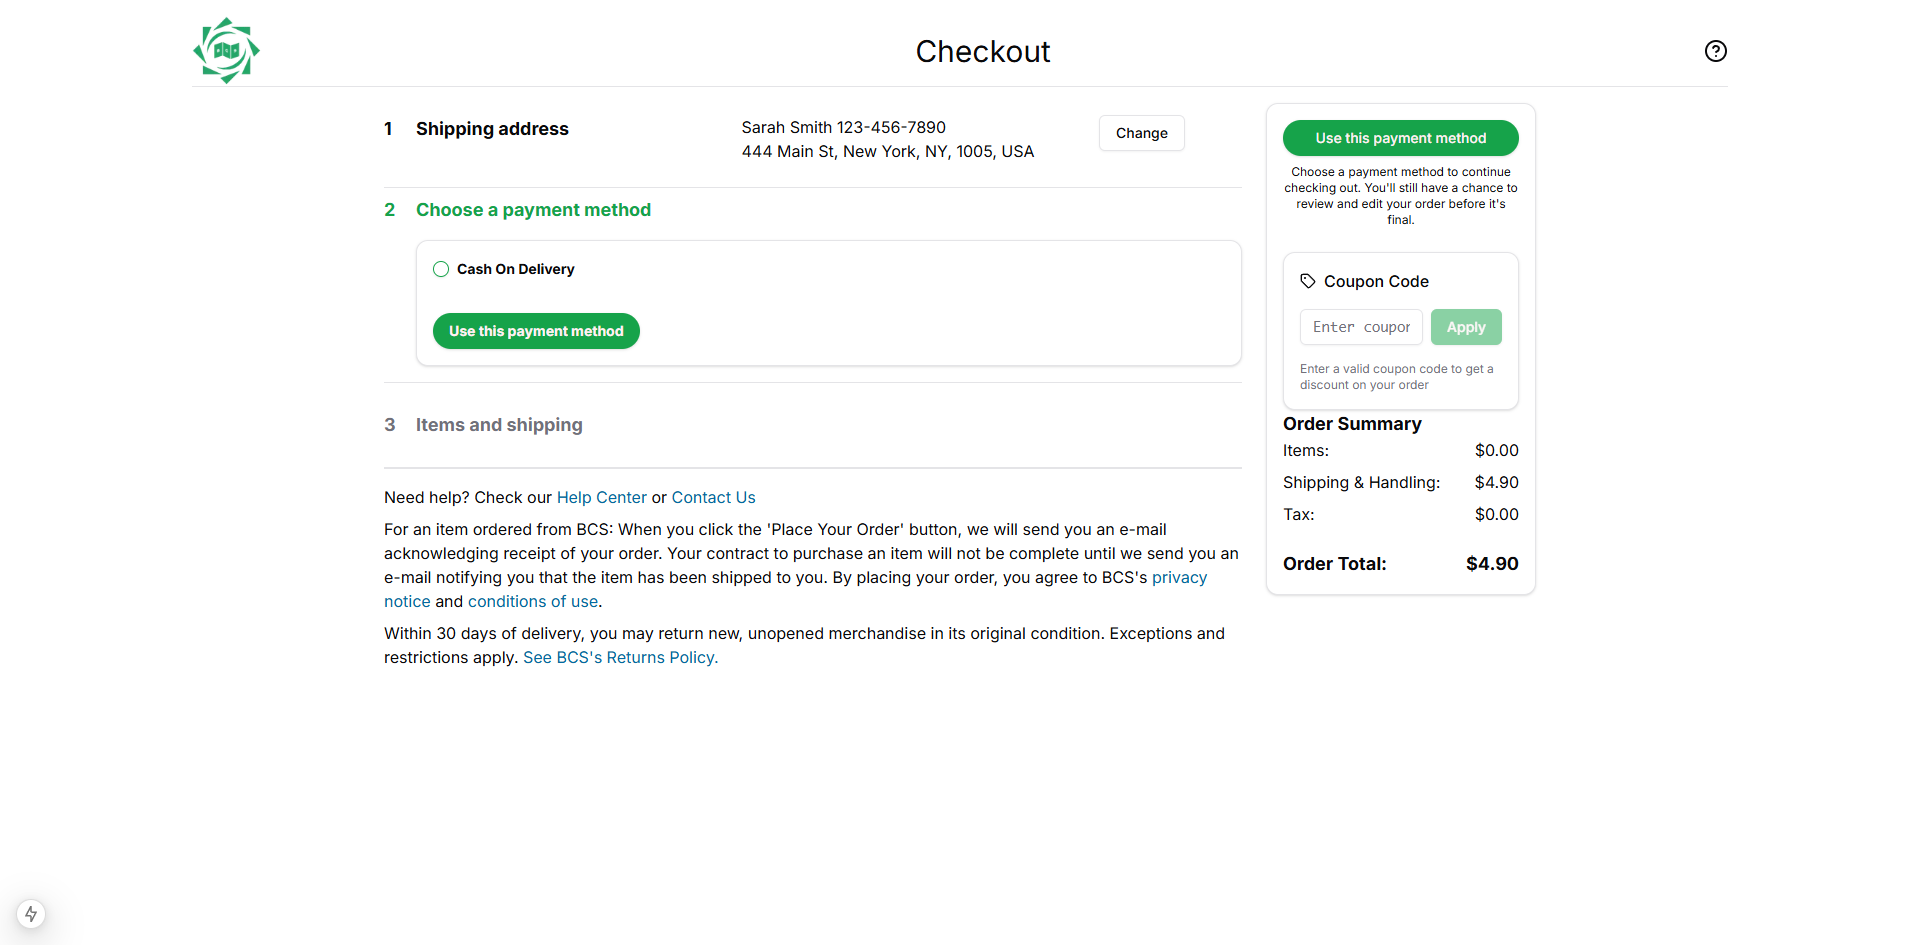 Checkout
1 Shipping address
Sarah Smith 123-456-7890
444 Main St, New York, NY, 1005, USA
Change
2 Choose a payment method
Cash On Delivery
Use this payment method
3 Items and shipping
Need help? Check our Help Center or Contact Us
For an item ordered from BCS: When you click the 'Place Your Order' button, we will send you an e-mail
acknowledging receipt of your order. Your contract to purchase an item will not be complete until we send you an
e-mail notifying you that the item has been shipped to you. By placing your order, you agree to BCS's privacy
notice and conditions of use.
Within 30 days of delivery, you may return new, unopened merchandise in its original condition. Exceptions and
restrictions apply. See BCS's Returns Policy.
Use this payment method
Choose a payment method to continue
checking out. You'll still have a chance to
review and edit your order before it's
final.
Coupon Code
Enter coupor
Apply
Enter a valid coupon code to get a
discount on your order
Order Summary
Items: $0.00
Shipping & Handling: $4.90
Tax: $0.00
Order Total: $4.90